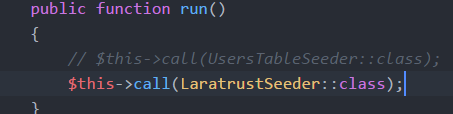 public function run()
{
// $this->call(UsersTableSeeder::class);
$this->call(LaratrustSeeder::class);
}